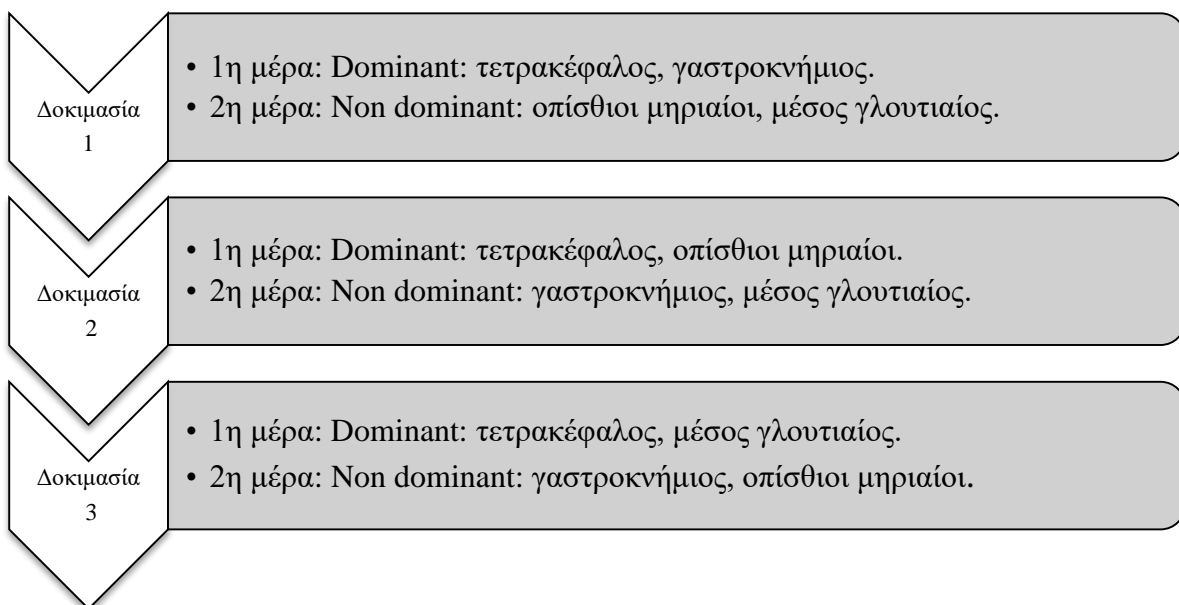 Δοκιμασία
1
• 1η μέρα: Dominant: τετρακέφαλος, γαστροκνήμιος.
• 2η μέρα: Non dominant: οπίσθιοι μηριαίοι, μέσος γλουτιαίος.
Δοκιμασία
2
• 1η μέρα: Dominant: τετρακέφαλος, οπίσθιοι μηριαίοι.
• 2η μέρα: Non dominant: γαστροκνήμιος, μέσος γλουτιαίος.
Δοκιμασία
3
• 1η μέρα: Dominant: τετρακέφαλος, μέσος γλουτιαίος.
• 2η μέρα: Non dominant: γαστροκνήμιος, οπίσθιοι μηριαίοι.